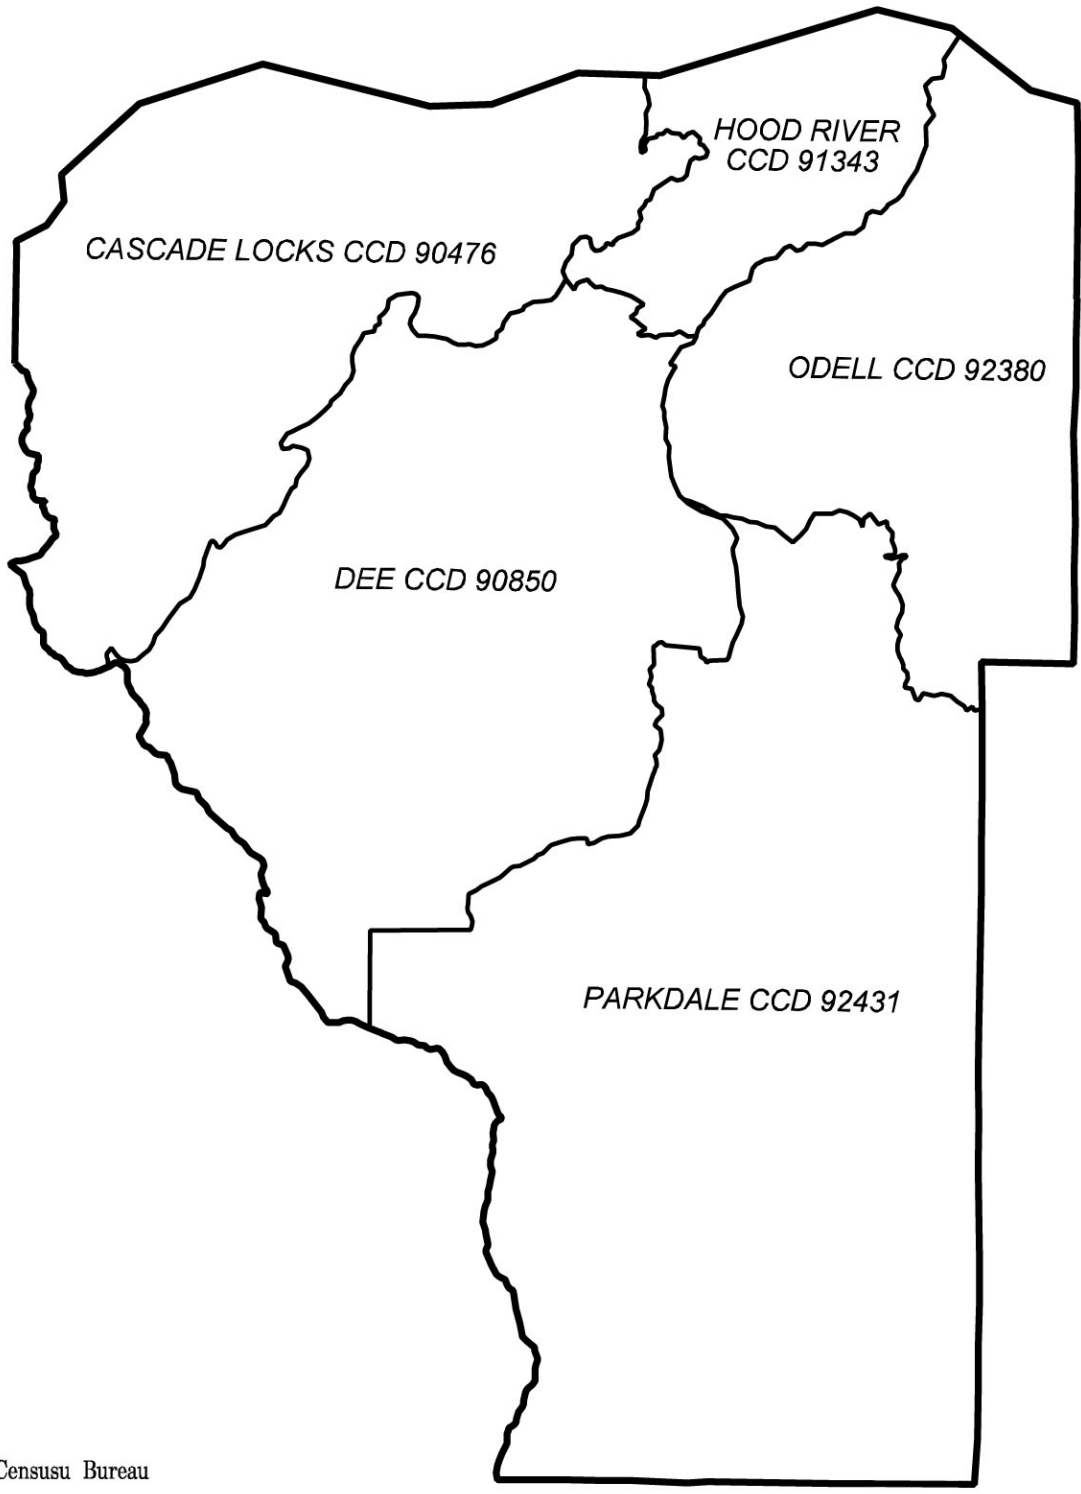 HOOD RIVER
CCD 91343
CASCADE LOCKS CCD 90476
ODELL CCD 92380
DEE CCD 90850
PARKDALE CCD 92431
Censusu Bureau